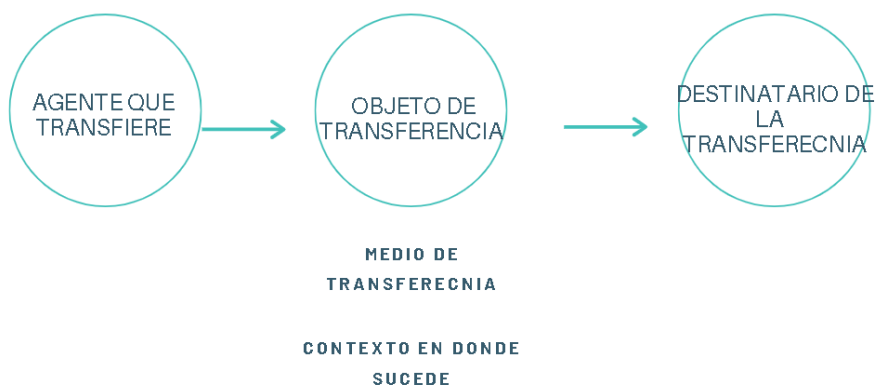 AGENTE QUE
TRANSFIERE
OBJETO DE
TRANSFERENCIA
DESTINATARIO DE
LA
TRANSFERECNIA
MEDIO DE
TRANSFERECNIA
CONTEXTO EN DONDE
SUCEDE